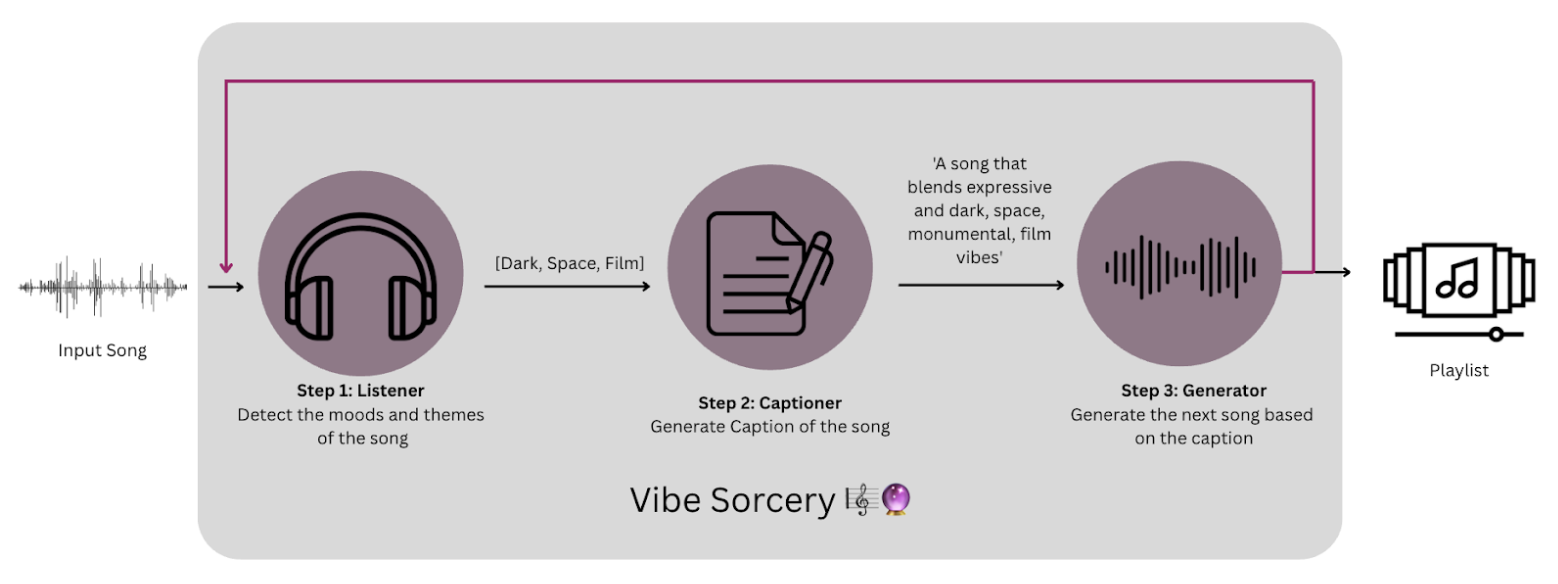 Input Song
[Dark, Space, Film]
'A song that
blends expressive
and dark, space,
monumental, film
vibes'
Step 1: Listener
Detect the moods and themes
of the song
Step 2: Captioner
Generate Caption of the song
Step 3: Generator
Generate the next song based
on the caption
Playlist
Vibe Sorcery 🎼🔮